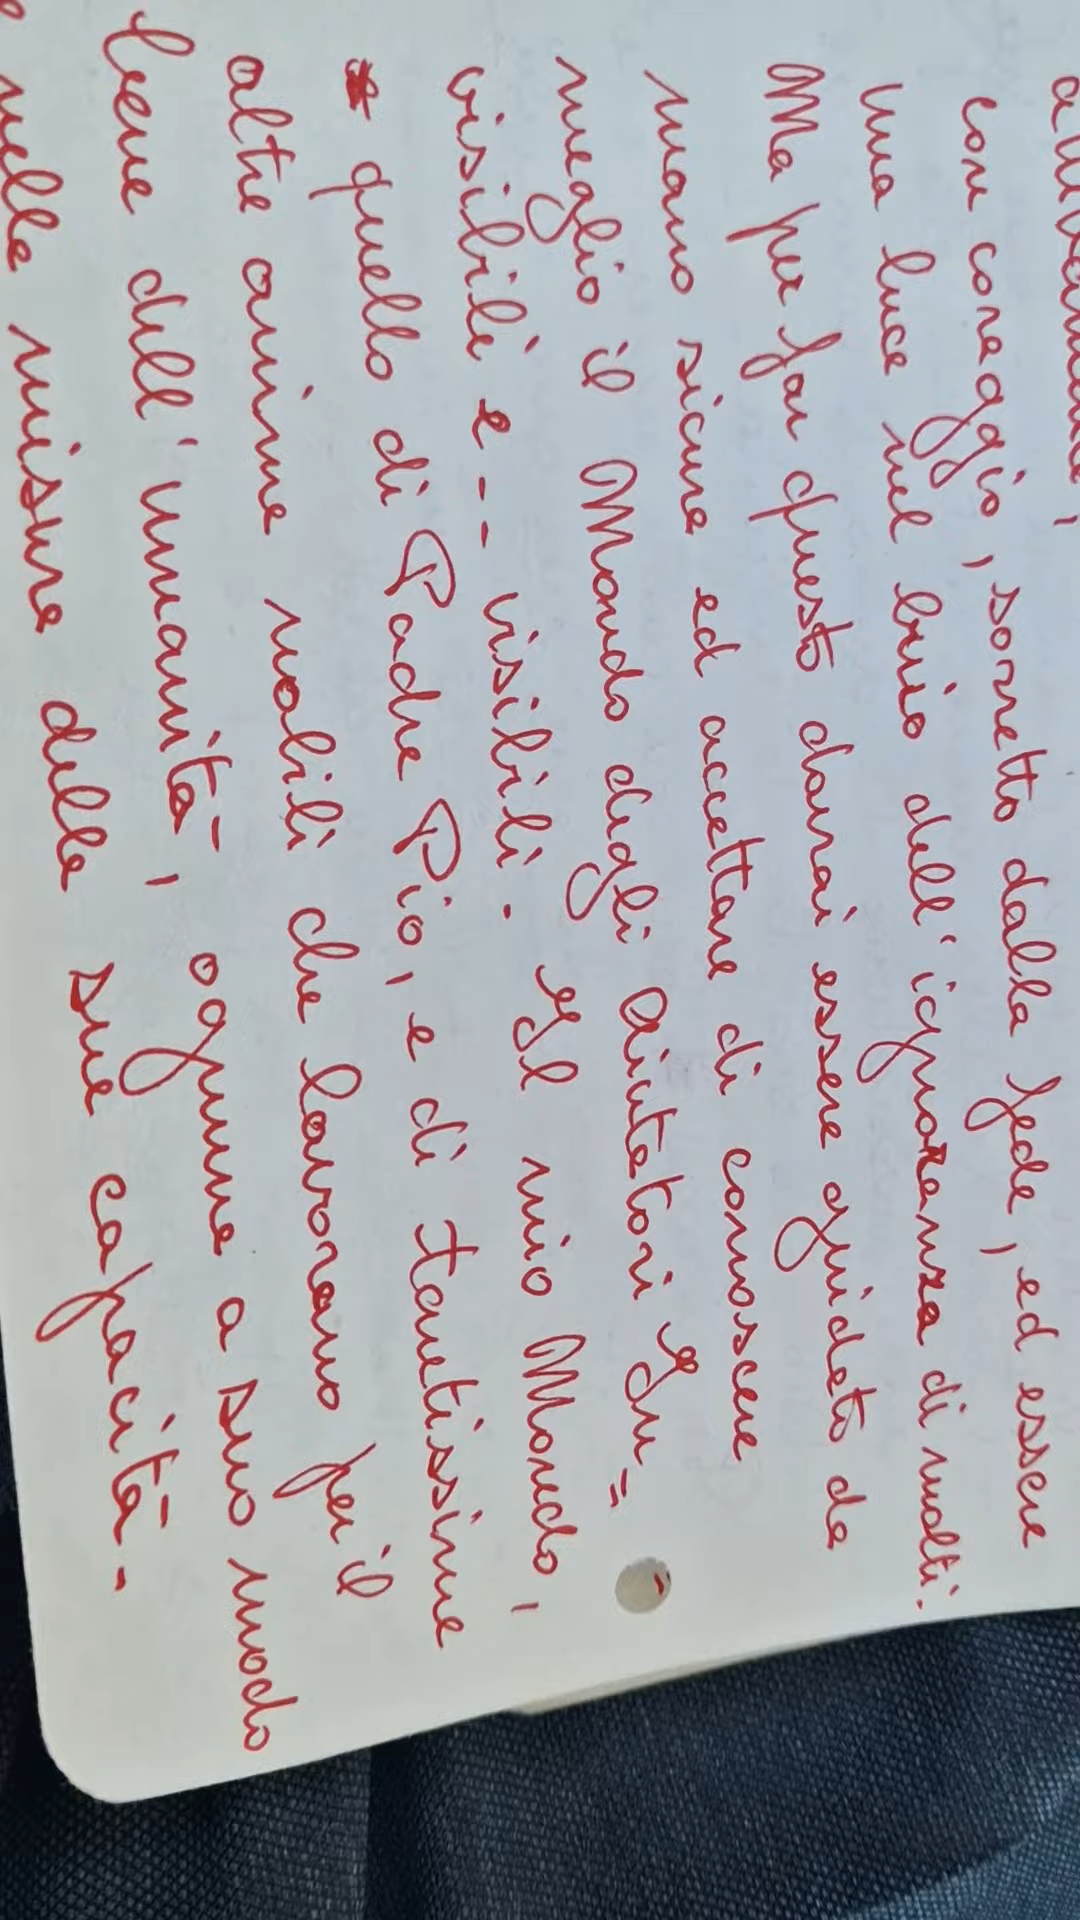 con coraggio, sorretto dalla fede, ed essere
una luce nel buio dell'ignoranza di molti.
Ma per far questo dovrai essere guidato da
mano sicura ed accettare di conoscere
meglio il Mondo degli Aiutatori In=
visibili e -- visibili. Il mio Mondo,
quello di Padre Pio, e di tantissime
altre anime nobili che lavorano per il
bene dell'umanità, ognuna a suo modo
e nella misura delle sue capacità.